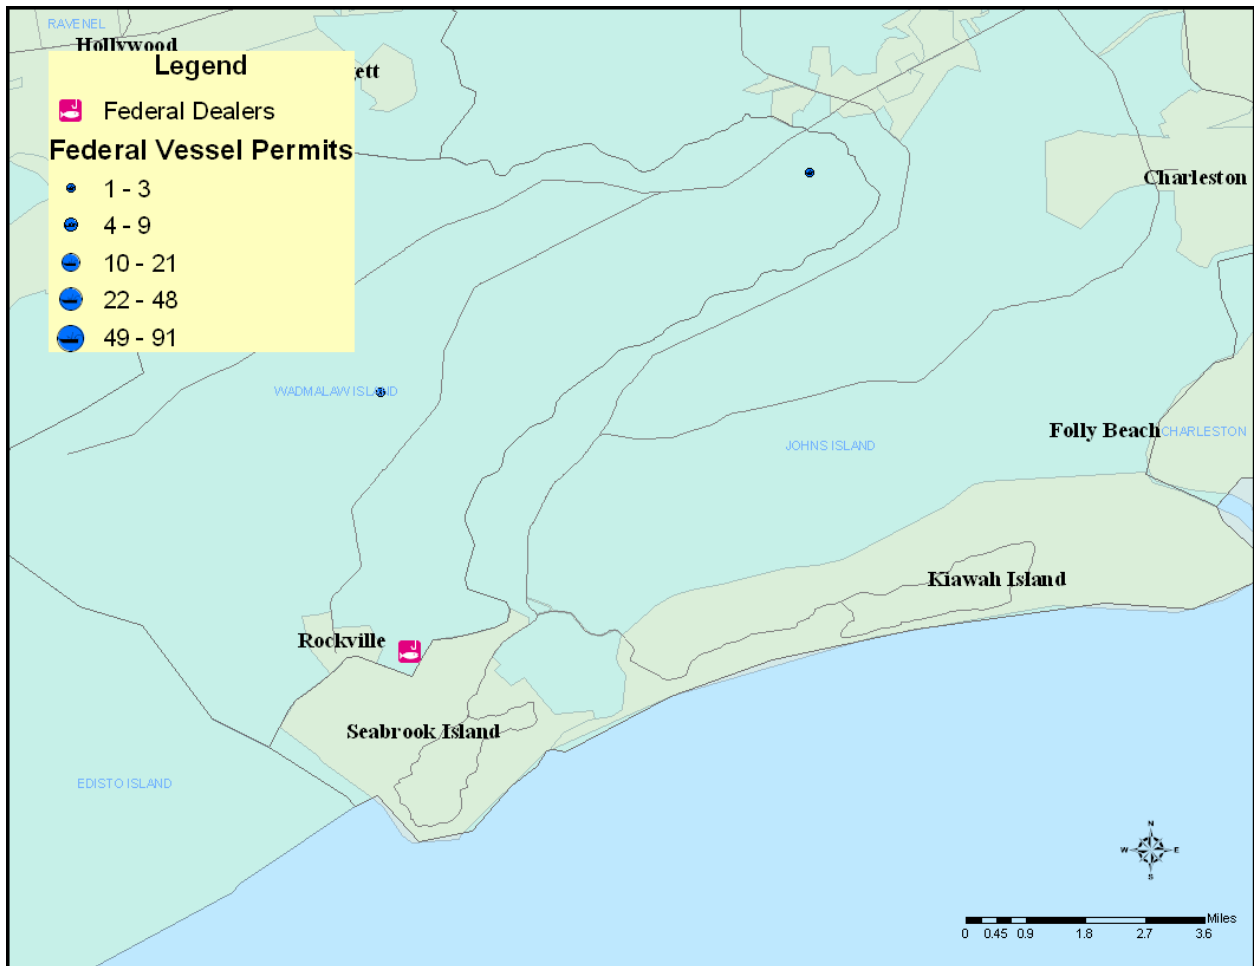 RAVENEL
Hollywood
gett
Legend
Federal Dealers
Federal Vessel Permits
1 - 3
4 - 9
10 - 21
22 - 48
49 - 91
Charleston
WADMALAW ISLAND
Folly Beach
CHARLESTON
JOHNS ISLAND
Kiawah Island
Rockville
Seabrook Island
EDISTO ISLAND
N
W E
S
Miles
0 0.45 0.9 1.8 2.7 3.6